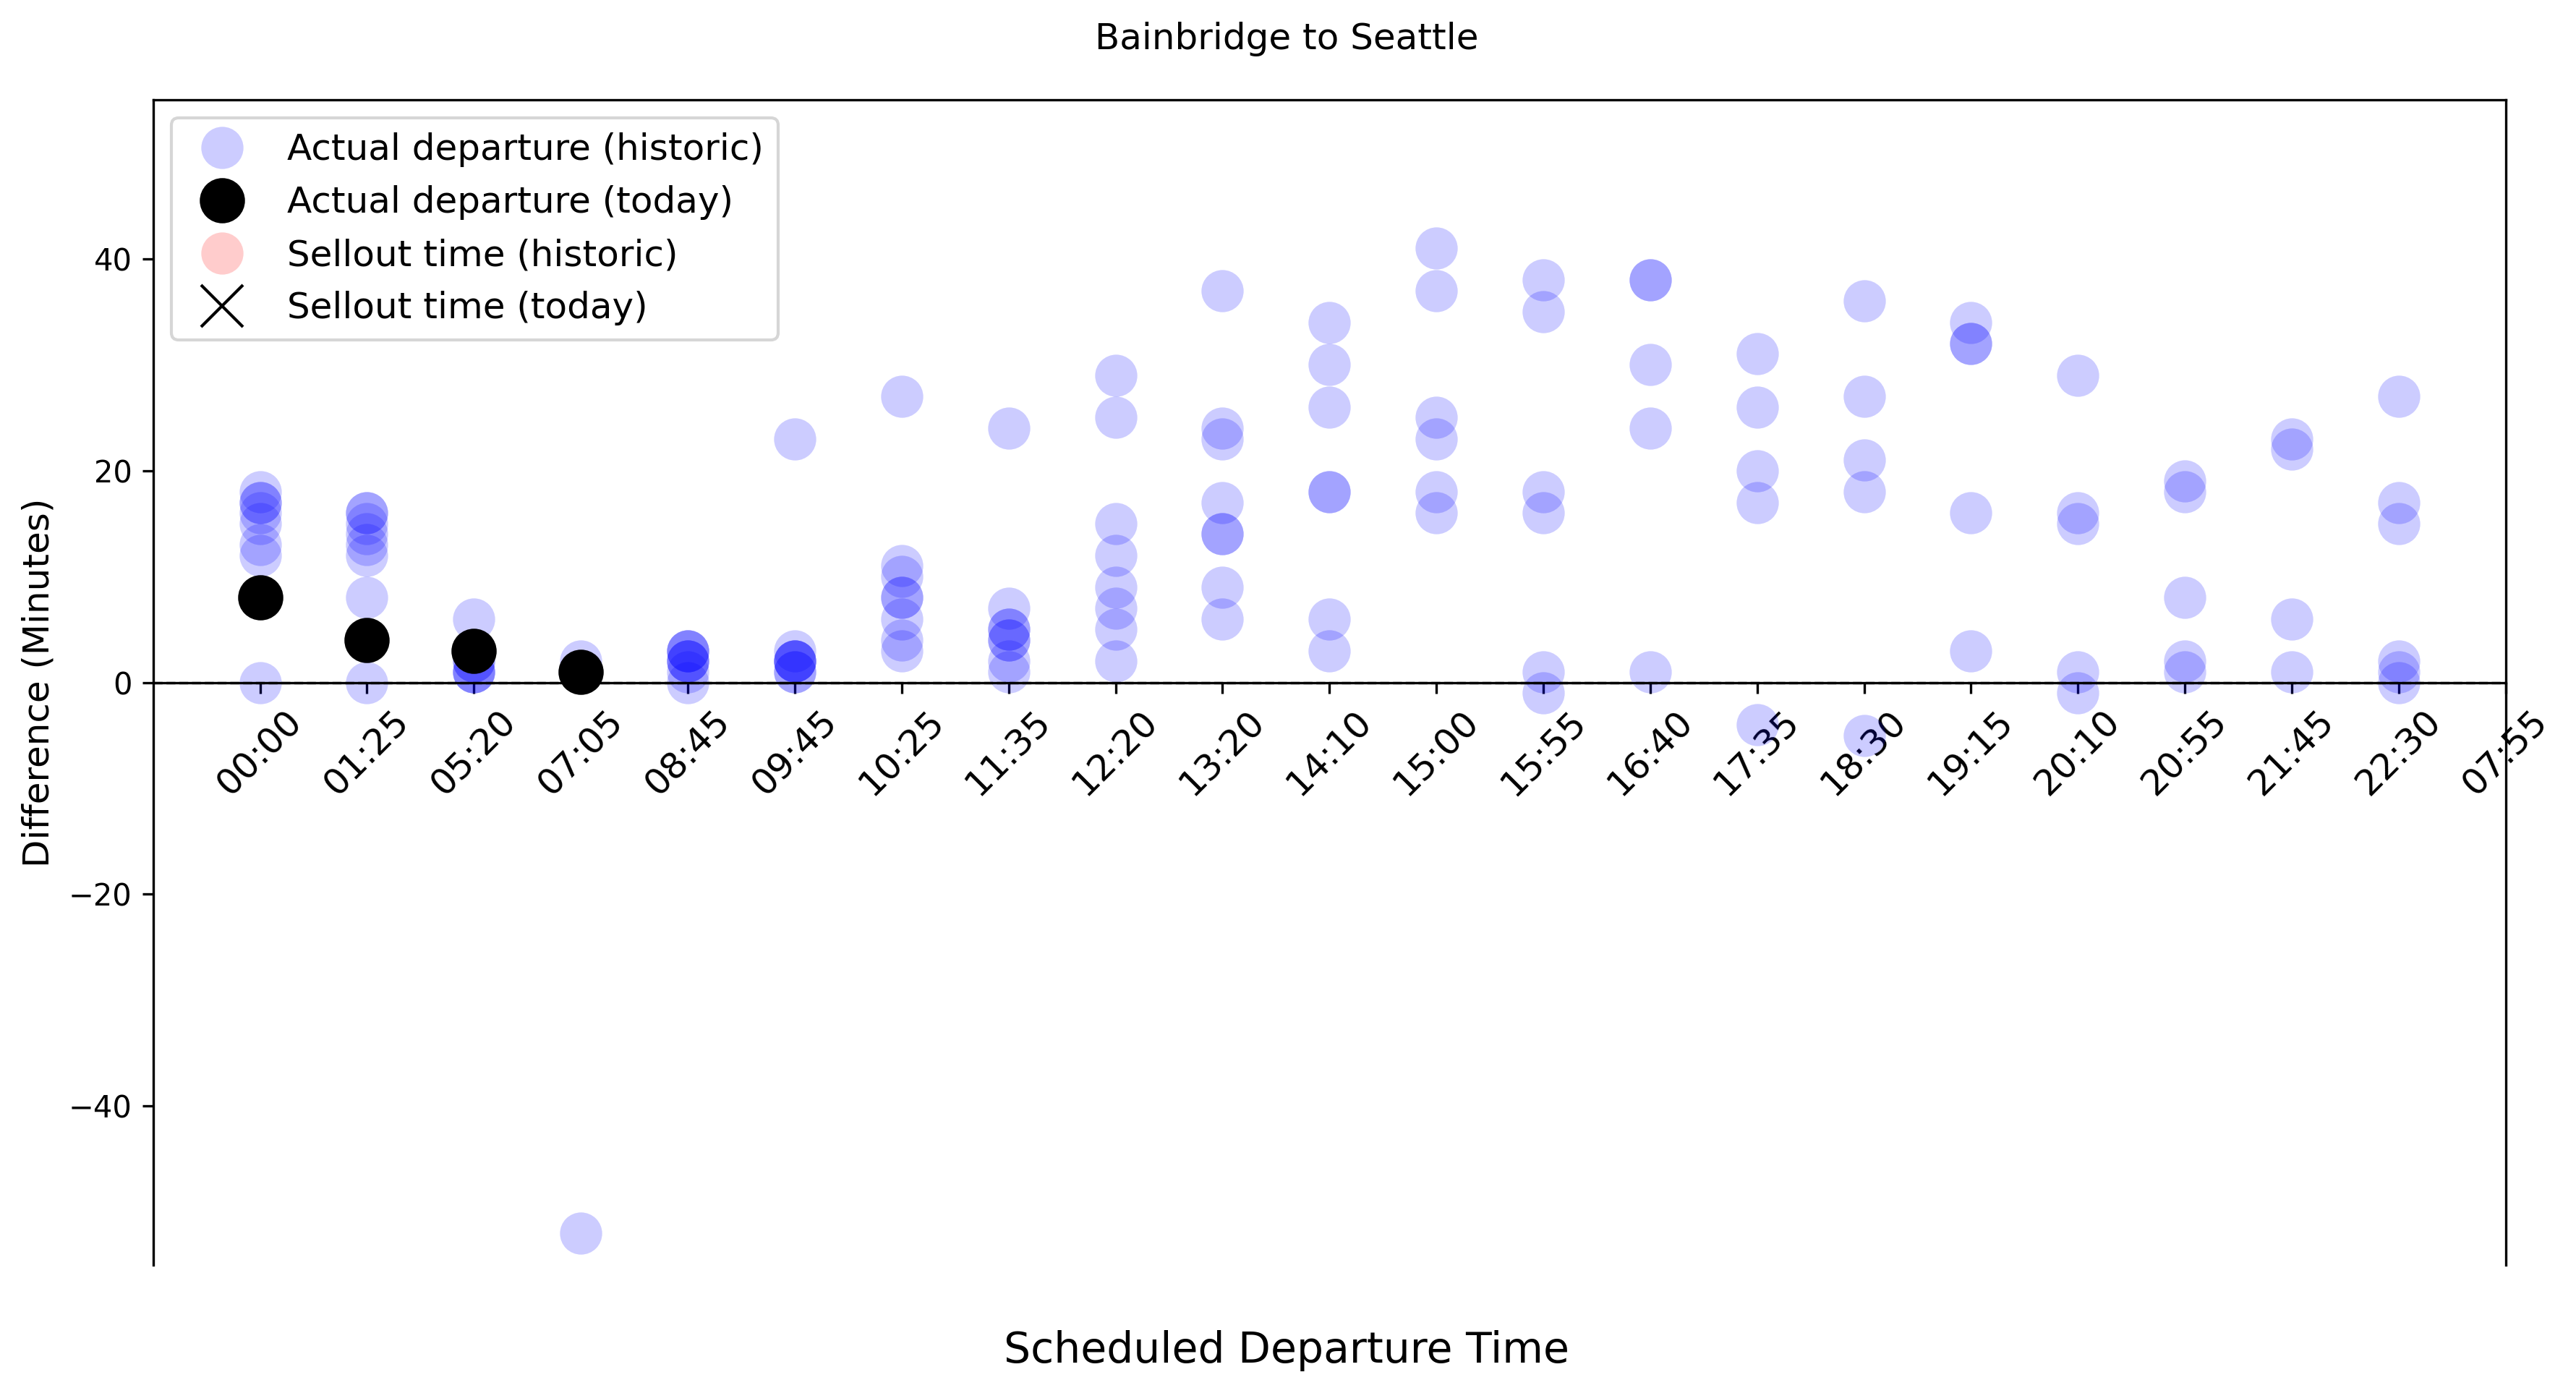 Bainbridge to Seattle
Actual departure (historic)
Actual departure (today)
Sellout time (historic)
Sellout time (today)
Difference (Minutes)
40
20
0
−20
−40
00:00 01:25 05:20 07:05 08:45 09:45 10:25 11:35 12:20 13:20 14:10 15:00 15:55 16:40 17:35 18:30 19:15 20:10 20:55 21:45 22:30 07:55
Scheduled Departure Time